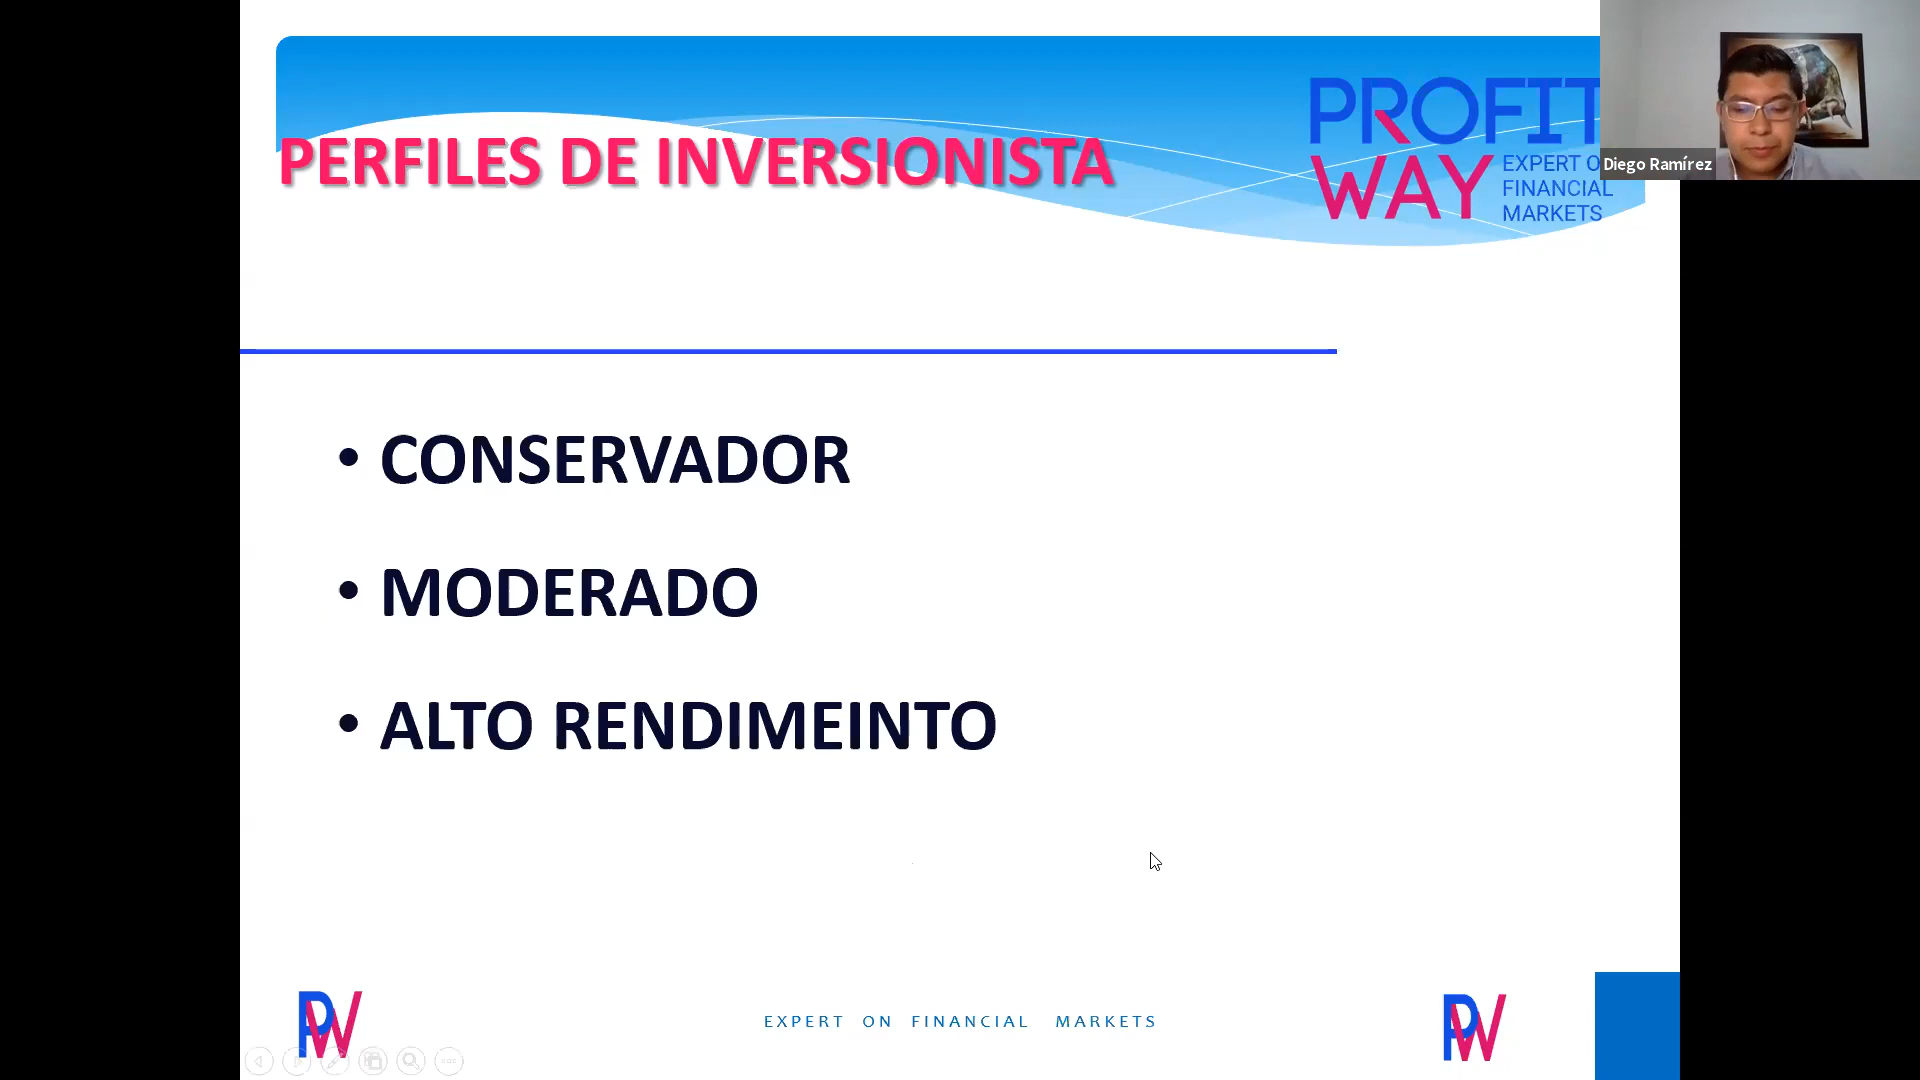 PROFIT
WAY
EXPERT O
FINANCIAL
MARKETS
Diego Ramírez
PERFILES DE INVERSIONISTA
• CONSERVADOR
• MODERADO
• ALTO RENDIMEINTO
PW
EXPERT ON FINANCIAL MARKETS
PW